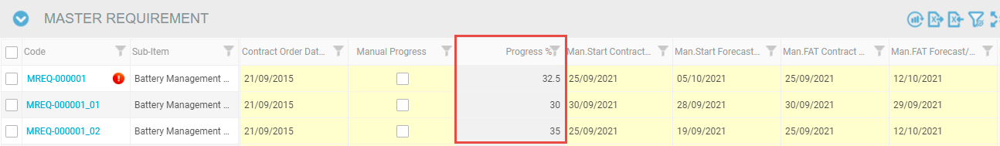 MASTER REQUIREMENT
Code Sub-Item Contract Order Dat... Manual Progress Progress % Man.Start Contract... Man.Start Forecast... Man.FAT Contract ... Man.FAT Forecast/...
MREQ-000001 Battery Management ... 21/09/2015 32.5 25/09/2021 05/10/2021 25/09/2021 12/10/2021
MREQ-000001_01 Battery Management ... 21/09/2015 30 30/09/2021 28/09/2021 30/09/2021 29/09/2021
MREQ-000001_02 Battery Management ... 21/09/2015 35 25/09/2021 19/09/2021 25/09/2021 12/10/2021